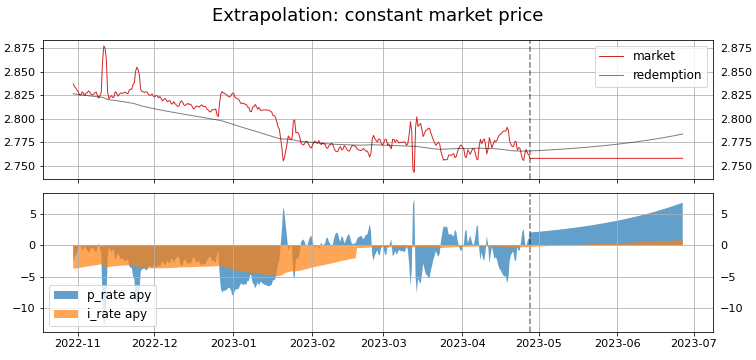 Extrapolation: constant market price
2.875 2.875
2.850 2.850
2.825 2.825
2.800 2.800
2.775 2.775
2.750 2.750
market
redemption
5 5
0 0
−5 −5
−10 −10
p_rate apy
i_rate apy
2022-11 2022-12 2023-01 2023-02 2023-03 2023-04 2023-05 2023-06 2023-07